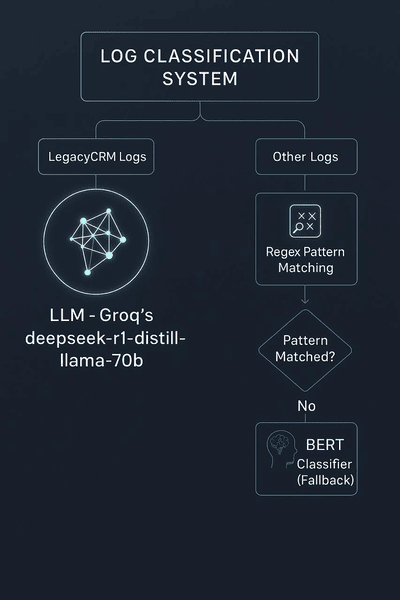 LOG CLASSIFICATION
SYSTEM
LegacyCRM Logs
Other Logs
Regex Pattern
Matching
LLM - Groq's
deepseek-r1-distill-
llama-70b
Pattern
Matched?
No
BERT
Classifier
(Fallback)